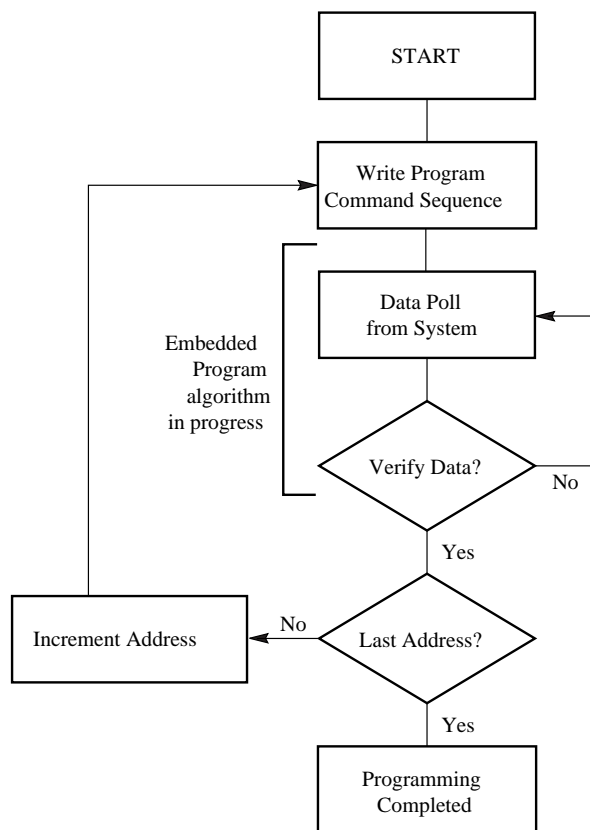 START
Write Program
Command Sequence
Data Poll
from System
Embedded
Program
algorithm
in progress
Verify Data?
No
Yes
Increment Address
No
Last Address?
Yes
Programming
Completed